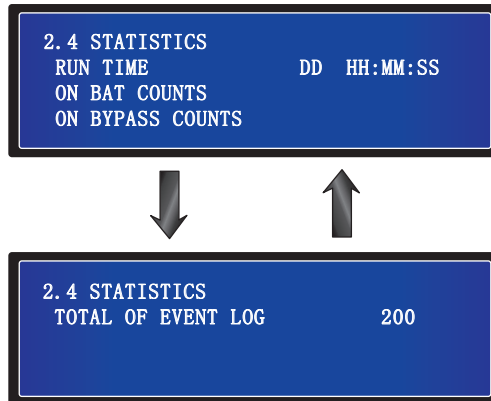 2.4 STATISTICS
RUN TIME DD HH:MM:SS
ON BAT COUNTS
ON BYPASS COUNTS
2.4 STATISTICS
TOTAL OF EVENT LOG 200